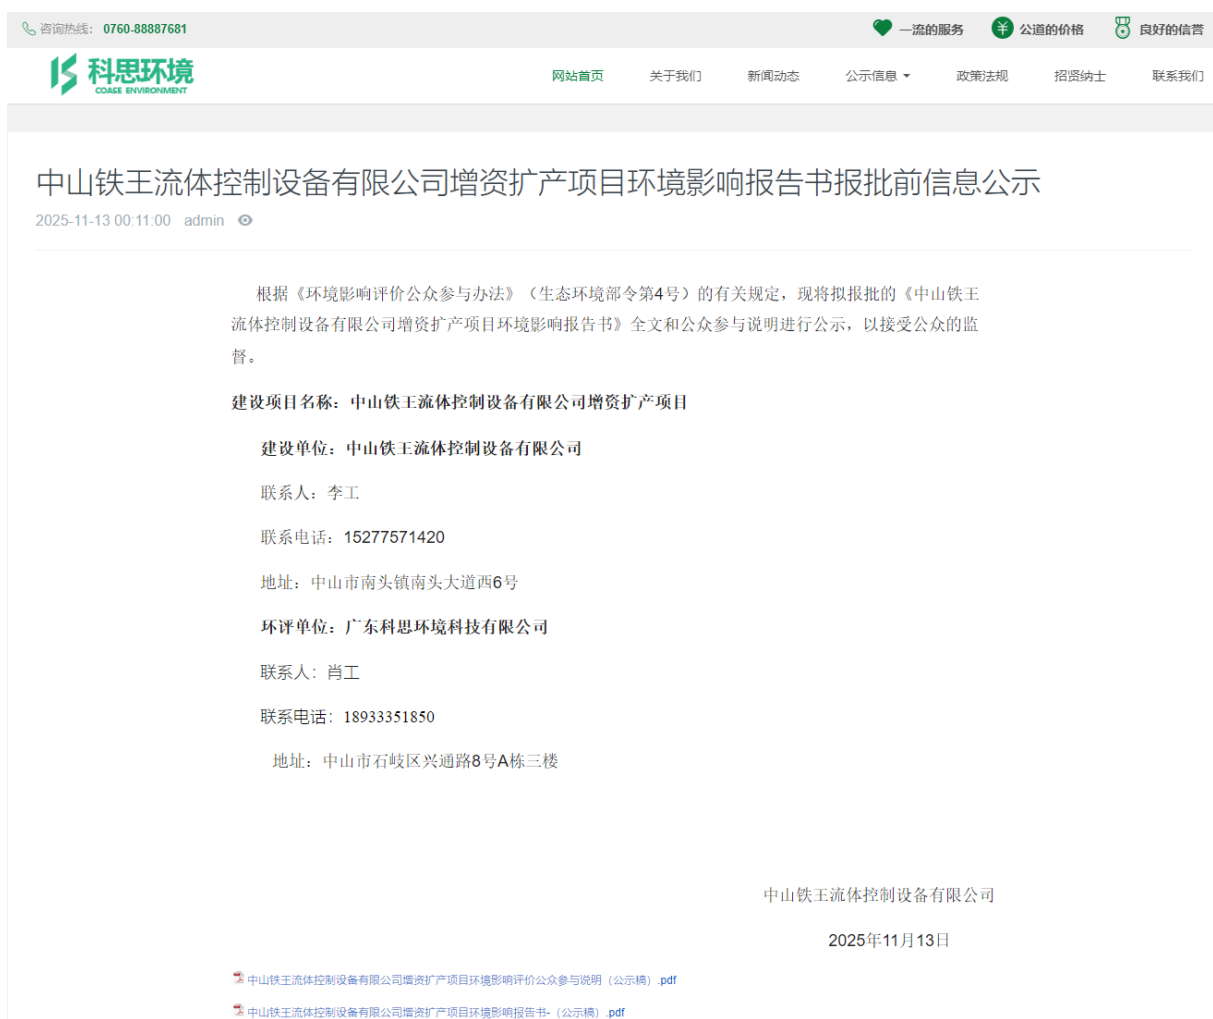 咨询热线：0760-88887681
一流的服务 公道的价格 良好的信誉
科思环境
COASE ENVIRONMENT
网站首页 关于我们 新闻动态 公示信息 政策法规 招贤纳士 联系我们
中山铁王流体控制设备有限公司增资扩产项目环境影响报告书报批前信息公示
2025-11-13 00:11:00 admin
根据《环境影响评价公众参与办法》（生态环境部令第4号）的有关规定，现将拟报批的《中山铁王
流体控制设备有限公司增资扩产项目环境影响报告书》全文和公众参与说明进行公示，以接受公众的监
督。
建设项目名称：中山铁王流体控制设备有限公司增资扩产项目
建设单位：中山铁王流体控制设备有限公司
联系人：李工
联系电话：15277571420
地址：中山市南头镇南头大道西6号
环评单位：广东科思环境科技有限公司
联系人：肖工
联系电话：18933351850
地址：中山市石岐区兴通路8号A栋三楼
中山铁王流体控制设备有限公司
2025年11月13日
中山铁王流体控制设备有限公司增资扩产项目环境影响评价公众参与说明（公示稿）.pdf
中山铁王流体控制设备有限公司增资扩产项目环境影响报告书-（公示稿）.pdf